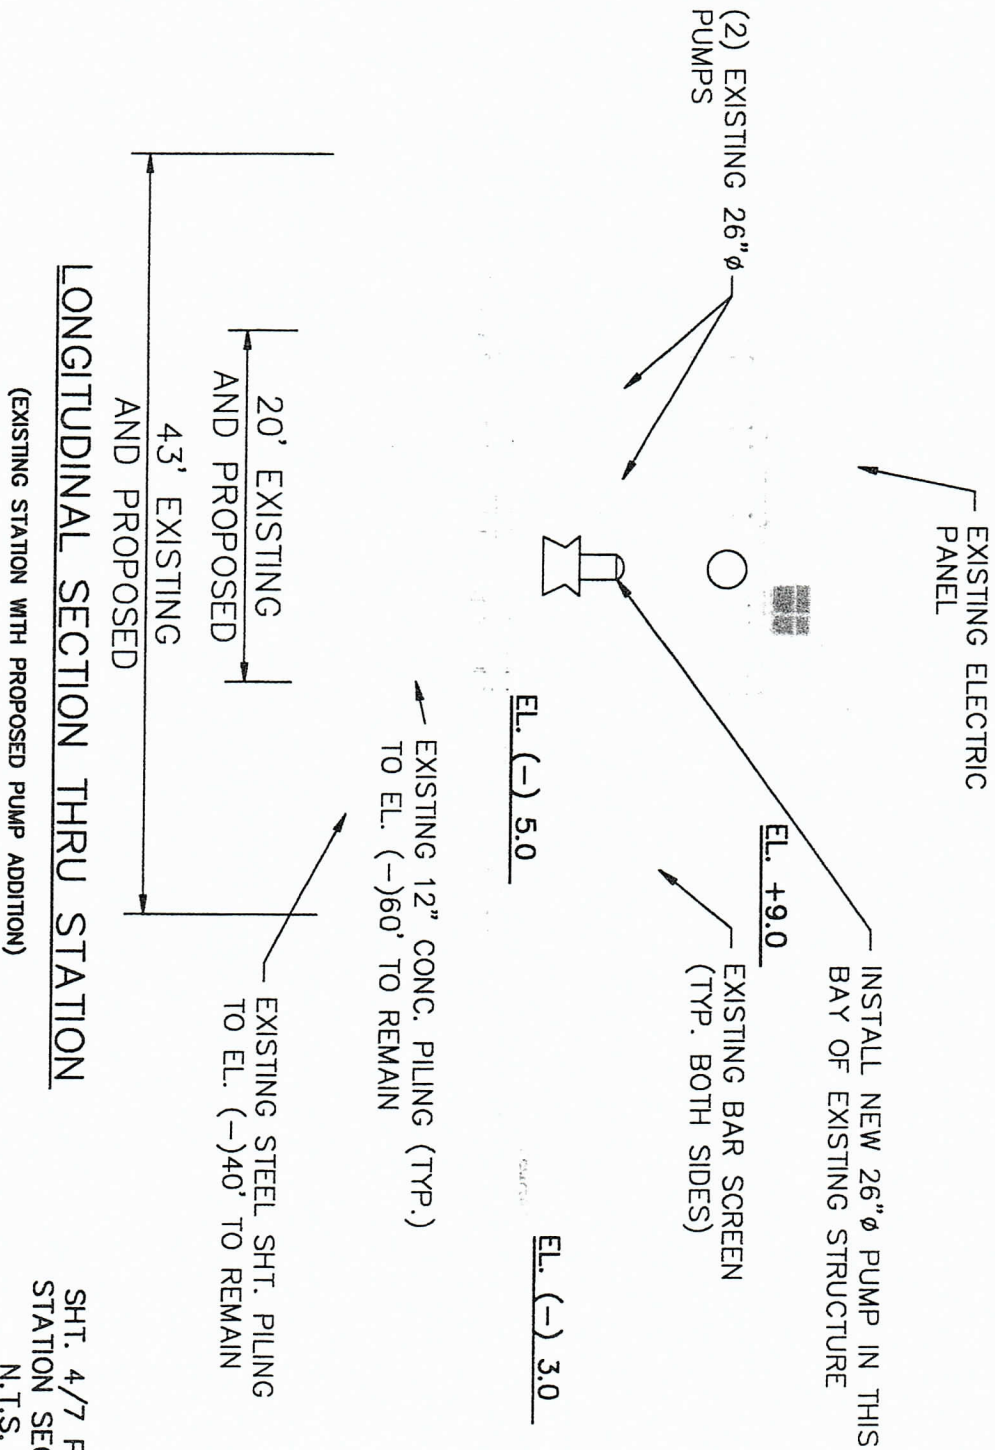 EXISTING ELECTRIC
PANEL
INSTALL NEW 26"ø PUMP IN THIS
BAY OF EXISTING STRUCTURE
(2) EXISTING 26"ø
PUMPS
EL. +9.0
EXISTING BAR SCREEN
(TYP. BOTH SIDES)
EL. (-) 5.0
EL. (-) 3.0
EXISTING 12" CONC. PILING (TYP.)
TO EL. (-)60' TO REMAIN
EXISTING STEEL SHT. PILING
TO EL. (-)40' TO REMAIN
20' EXISTING
AND PROPOSED
43' EXISTING
AND PROPOSED
LONGITUDINAL SECTION THRU STATION
(EXISTING STATION WITH PROPOSED PUMP ADDITION)
SHT. 4/7
STATION
N.T.S.